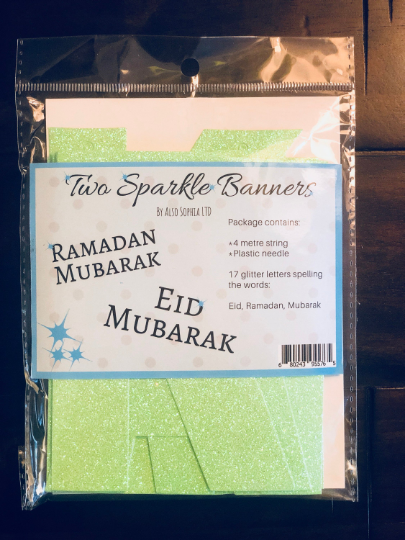 Two Sparkle Banners
By Also Sophia LTD
Ramadan
Mubarak
Eid
Mubarak
Package contains:
*4 metre string
*Plastic needle
17 glitter letters spelling
the words:
Eid, Ramadan, Mubarak